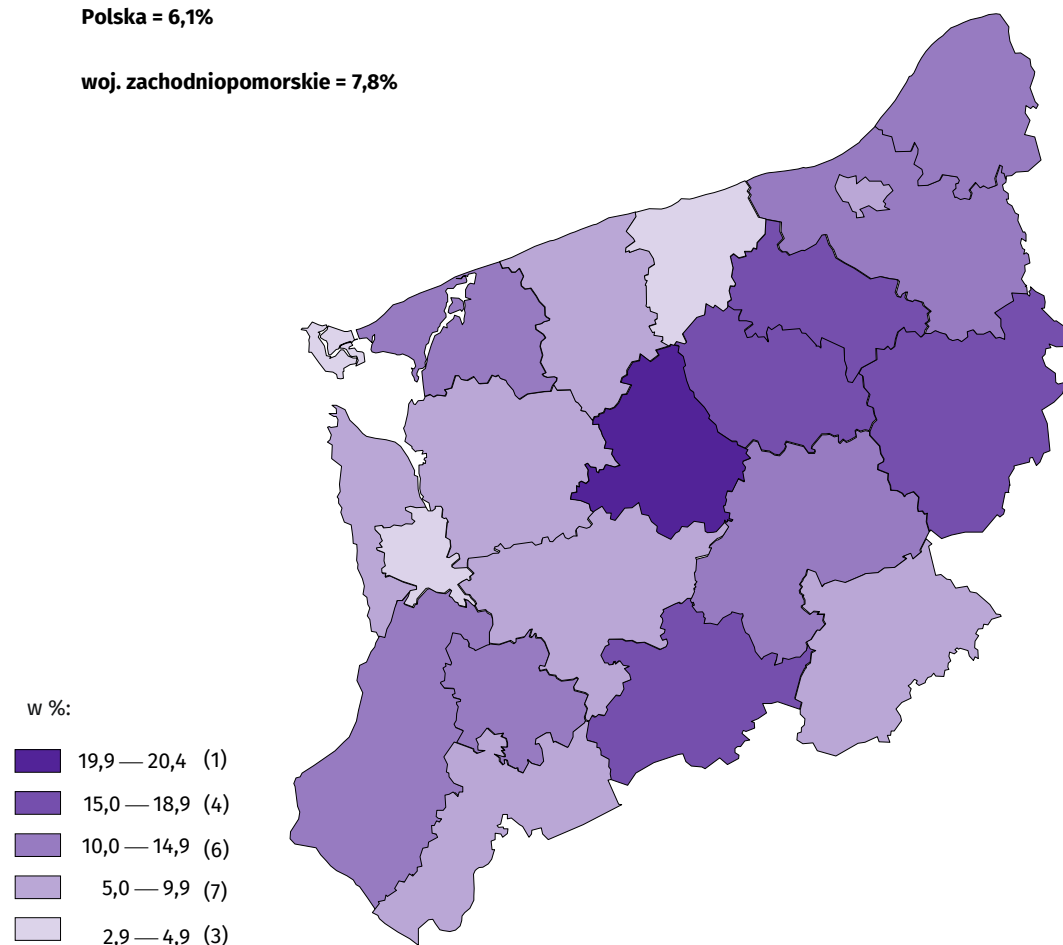 Polska = 6,1%
woj. zachodniopomorskie = 7,8%
w %:
19,9 — 20,4 (1)
15,0 — 18,9 (4)
10,0 — 14,9 (6)
5,0 — 9,9 (7)
2,9 — 4,9 (3)